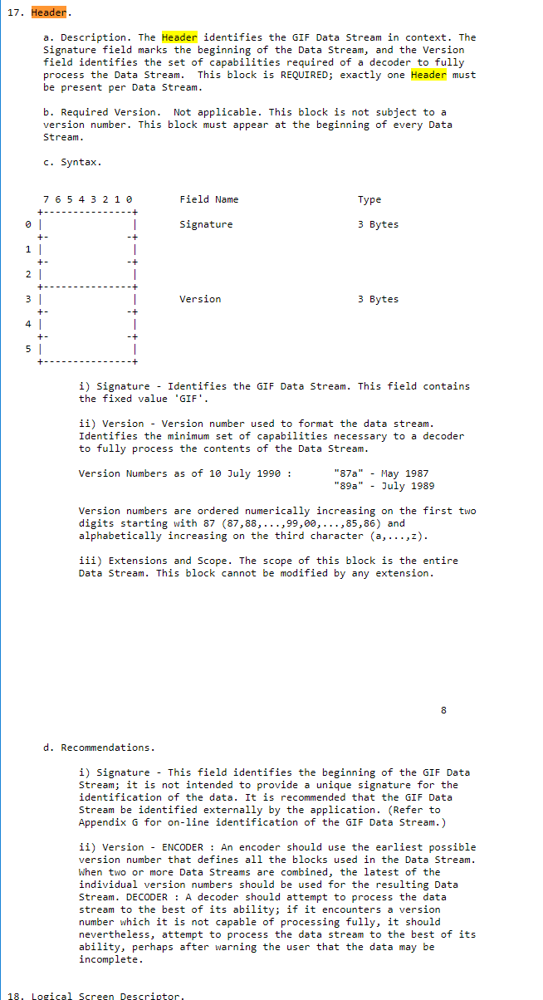 17. Header.
a. Description. The Header identifies the GIF Data Stream in context. The
Signature field marks the beginning of the Data Stream, and the Version
field identifies the set of capabilities required of a decoder to fully
process the Data Stream.  This block is REQUIRED; exactly one Header must
be present per Data Stream.
b. Required Version.  Not applicable. This block is not subject to a
version number. This block must appear at the beginning of every Data
Stream.
c. Syntax.
7 6 5 4 3 2 1 0        Field Name                    Type
+---------------+
0 |               |       Signature                     3 Bytes
+-             -+
1 |               |
+-             -+
2 |               |
+---------------+
3 |               |       Version                       3 Bytes
+-             -+
4 |               |
+-             -+
5 |               |
+---------------+
i) Signature - Identifies the GIF Data Stream. This field contains
the fixed value 'GIF'.
ii) Version - Version number used to format the data stream.
Identifies the minimum set of capabilities necessary to a decoder
to fully process the contents of the Data Stream.
Version Numbers as of 10 July 1990 :       "87a" - May 1987
"89a" - July 1989
Version numbers are ordered numerically increasing on the first two
digits starting with 87 (87,88,...,99,00,...,85,86) and
alphabetically increasing on the third character (a,...,z).
iii) Extensions and Scope. The scope of this block is the entire
Data Stream. This block cannot be modified by any extension.
8
d. Recommendations.
i) Signature - This field identifies the beginning of the GIF Data
Stream; it is not intended to provide a unique signature for the
identification of the data. It is recommended that the GIF Data
Stream be identified externally by the application. (Refer to
Appendix G for on-line identification of the GIF Data Stream.)
ii) Version - ENCODER : An encoder should use the earliest possible
version number that defines all the blocks used in the Data Stream.
When two or more Data Streams are combined, the latest of the
individual version numbers should be used for the resulting Data
Stream. DECODER : A decoder should attempt to process the data
stream to the best of its ability; if it encounters a version
number which it is not capable of processing fully, it should
nevertheless, attempt to process the data stream to the best of its
ability, perhaps after warning the user that the data may be
incomplete.
18. Logical Screen Descriptor.